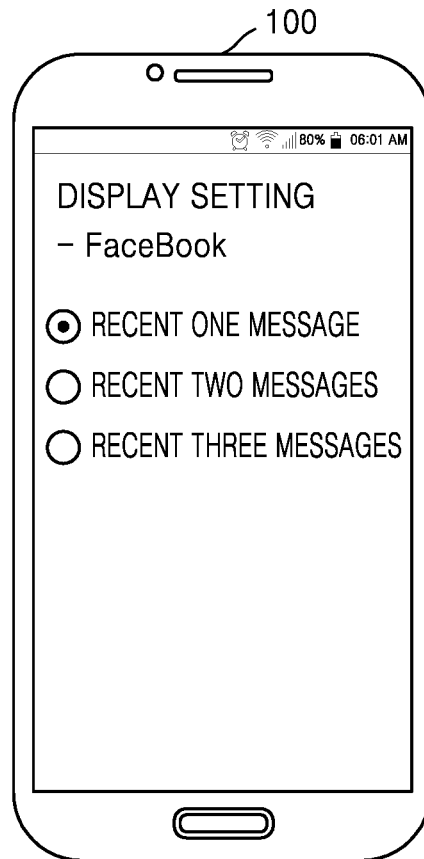 100
80% 06:01 AM
DISPLAY SETTING
- FaceBook
RECENT ONE MESSAGE
RECENT TWO MESSAGES
RECENT THREE MESSAGES